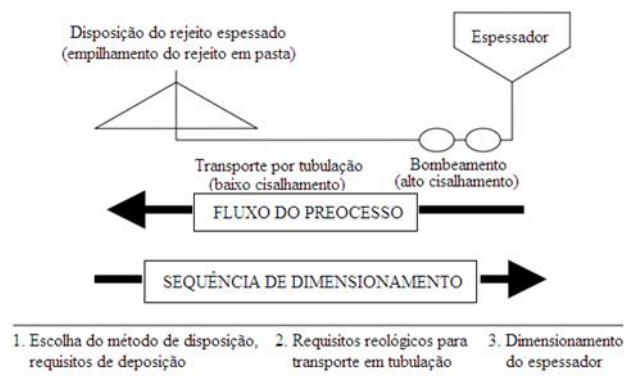 Disposição do rejeito espessado
(empilhamento do rejeito em pasta)
Espessador
Transporte por tubulação
(baixo cisalhamento)
Bombeamento
(alto cisalhamento)
FLUXO DO PREOCESSO
SEQUÊNCIA DE DIMENSIONAMENTO
1. Escolha do método de disposição,
requisitos de deposição
2. Requisitos reológicos para
transporte em tubulação
3. Dimensionamento
do espessador